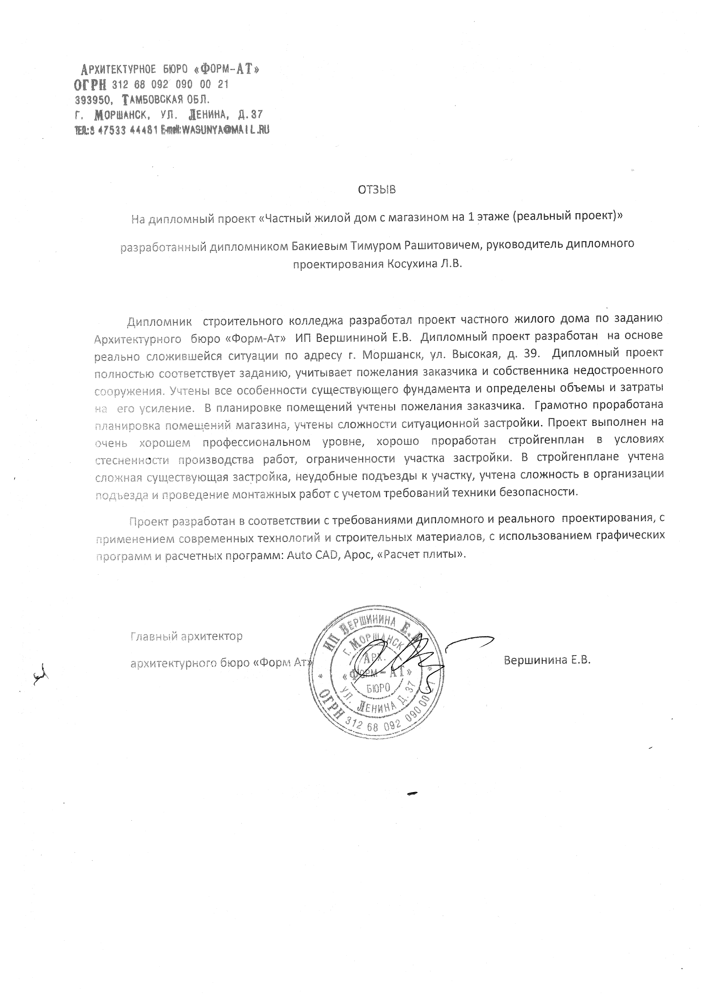 АРХИТЕКТУРНОЕ БЮРО «ФОРМ-АТ»
ОГРН 312 68 092 090 00 21
393950, ТАМБОВСКАЯ ОБЛ.
Г. МОРШАНСК, УЛ. ЛЕНИНА, Д.37
ТЕЛ.:8 47533 44481 E-mail:WASUNYA@MAIL.RU
ОТЗЫВ
На дипломный проект «Частный жилой дом с магазином на 1 этаже (реальный проект)»
разработанный дипломником Бакиевым Тимуром Рашитовичем, руководитель дипломного
проектирования Косухина Л.В.
Дипломник строительного колледжа разработал проект частного жилого дома по заданию
Архитектурного бюро «Форм-Ат» ИП Вершининой Е.В. Дипломный проект разработан на основе
реально сложившейся ситуации по адресу г. Моршанск, ул. Высокая, д. 39. Дипломный проект
полностью соответствует заданию, учитывает пожелания заказчика и собственника недостроенного
сооружения. Учтены все особенности существующего фундамента и определены объемы и затраты
на его усиление. В планировке помещений учтены пожелания заказчика. Грамотно проработана
планировка помещений магазина, учтены сложности ситуационной застройки. Проект выполнен на
очень хорошем профессиональном уровне, хорошо проработан стройгенплан в условиях
стесненности производства работ, ограниченности участка застройки. В стройгенплане учтена
сложная существующая застройка, неудобные подъезды к участку, учтена сложность в организации
подъезда и проведение монтажных работ с учетом требований техники безопасности.
Проект разработан в соответствии с требованиями дипломного и реального проектирования, с
применением современных технологий и строительных материалов, с использованием графических
программ и расчетных программ: Auto CAD, Арос, «Расчет плиты».
Главный архитектор
архитектурного бюро «Форм Ат»
Вершинина Е.В.
ИП ВЕРШИНИНА Е.
Г. МОРШАНСК
АРХ.
«ФОРМ-АТ»
БЮРО
УЛ. ЛЕНИНА Д. 37
* ОГРН 312 68 092 090 00 21 *